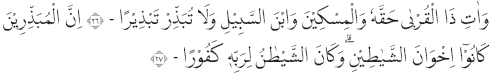 وَاٰتِ ذَا الْقُرْبٰى حَقَّهٗ وَالْمِسْكِيْنَ وَابْنَ السَّبِيْلِ وَلَا تُبَذِّرْ تَبْذِيْرًا - ٢٦ اِنَّ الْمُبَذِّرِيْنَ
كَانُوْٓا اِخْوَانَ الشَّيٰطِيْنِ ۗوَكَانَ الشَّيْطٰنُ لِرَبِّهٖ كَفُوْرًا - ٢٧